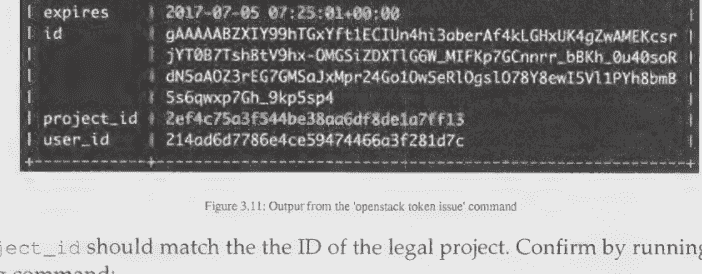 | expires | 2017-07-05 07:25:01+00:00 |
| id | gAAAAABZXIY99hTGxYft1ECIUn4hi3aberAf4kLGHxUK4gZwAMEKcsr |
| | jYT0B7TshBtV9hx-OMGSiZDXTlG6W_MIFKp7GCnnrr_bBKh_0u40soR |
| | dN5aAOZ3rEG7GMSaJxMpr24Go1Ow5eRlOgslO78Y8ewI5Vl1PYh8bmB |
| | 5s6qwxp7Gh_9kp5sp4 |
| project_id | 2ef4c75a3f544be38aa6df8de1a7ff13 |
| user_id | 214ad6d7786e4ce59474466a3f281d7c |
Figure 3.11: Outpur from the 'openstack token issue' command
ject_id should match the the ID of the legal project. Confirm by running
command: